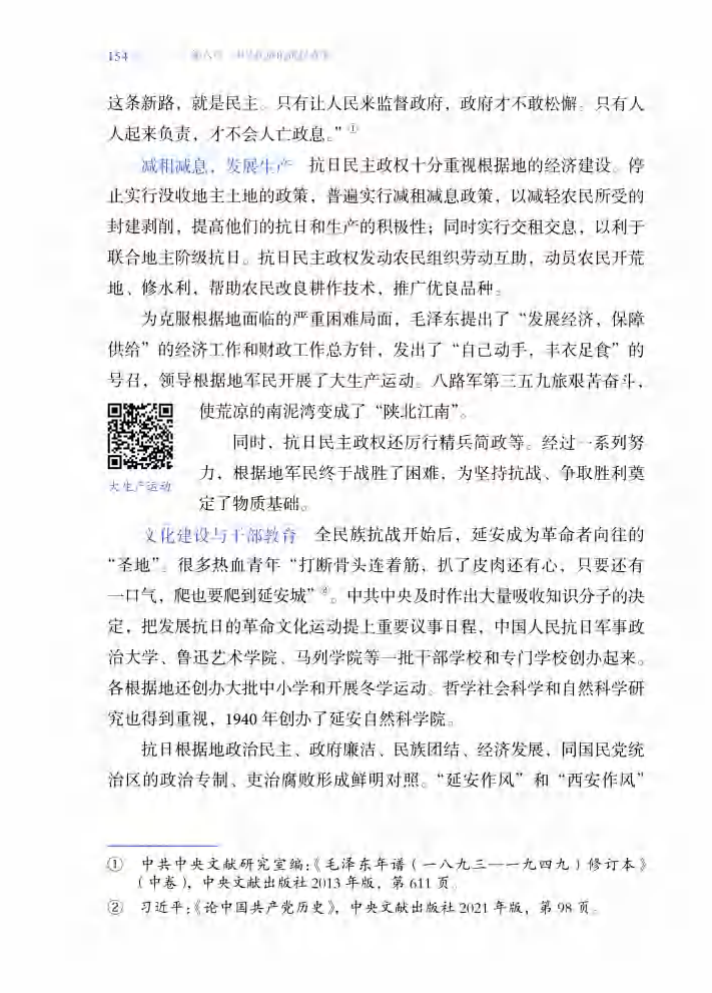 154
这条新路，就是民主。只有让人民来监督政府，政府才不敢松懈。只有人
人起来负责，才不会人亡政息。”①
减租减息，发展生产 抗日民主政权十分重视根据地的经济建设。停
止实行没收地主土地的政策，普遍实行减租减息政策，以减轻农民所受的
封建剥削，提高他们的抗日和生产的积极性；同时实行交租交息，以利于
联合地主阶级抗日。抗日民主政权发动农民组织劳动互助，动员农民开荒
地、修水利，帮助农民改良耕作技术，推广优良品种。
为克服根据地面临的严重困难局面，毛泽东提出了“发展经济，保障
供给”的经济工作和财政工作总方针，发出了“自己动手，丰衣足食”的
号召，领导根据地军民开展了大生产运动。八路军第三五九旅艰苦奋斗，
使荒凉的南泥湾变成了“陕北江南”。
同时，抗日民主政权还厉行精兵简政等。经过一系列努
力，根据地军民终于战胜了困难，为坚持抗战、争取胜利奠
定了物质基础。
大生产运动
文化建设与干部教育 全民族抗战开始后，延安成为革命者向往的
“圣地”。很多热血青年“打断骨头连着筋，扒了皮肉还有心，只要还有
一口气，爬也要爬到延安城”②。中共中央及时作出大量吸收知识分子的决
定，把发展抗日的革命文化运动提上重要议事日程，中国人民抗日军事政
治大学、鲁迅艺术学院、马列学院等一批干部学校和专门学校创办起来。
各根据地还创办大批中小学和开展冬学运动。哲学社会科学和自然科学研
究也得到重视，1940 年创办了延安自然科学院。
抗日根据地政治民主、政府廉洁、民族团结、经济发展，同国民党统
治区的政治专制、吏治腐败形成鲜明对照。“延安作风”和“西安作风”
① 中共中央文献研究室编：《毛泽东年谱（一八九三—一九四九）修订本》
（中卷），中央文献出版社 2013 年版，第 611 页。
② 习近平：《论中国共产党历史》，中央文献出版社 2021 年版，第 98 页。